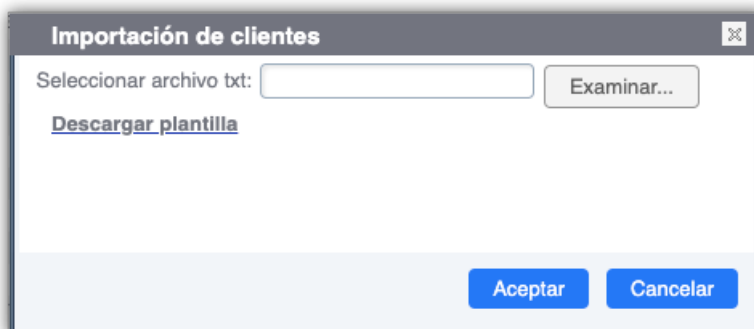 Importación de clientes
Seleccionar archivo txt: Examinar...
Descargar plantilla
Aceptar Cancelar